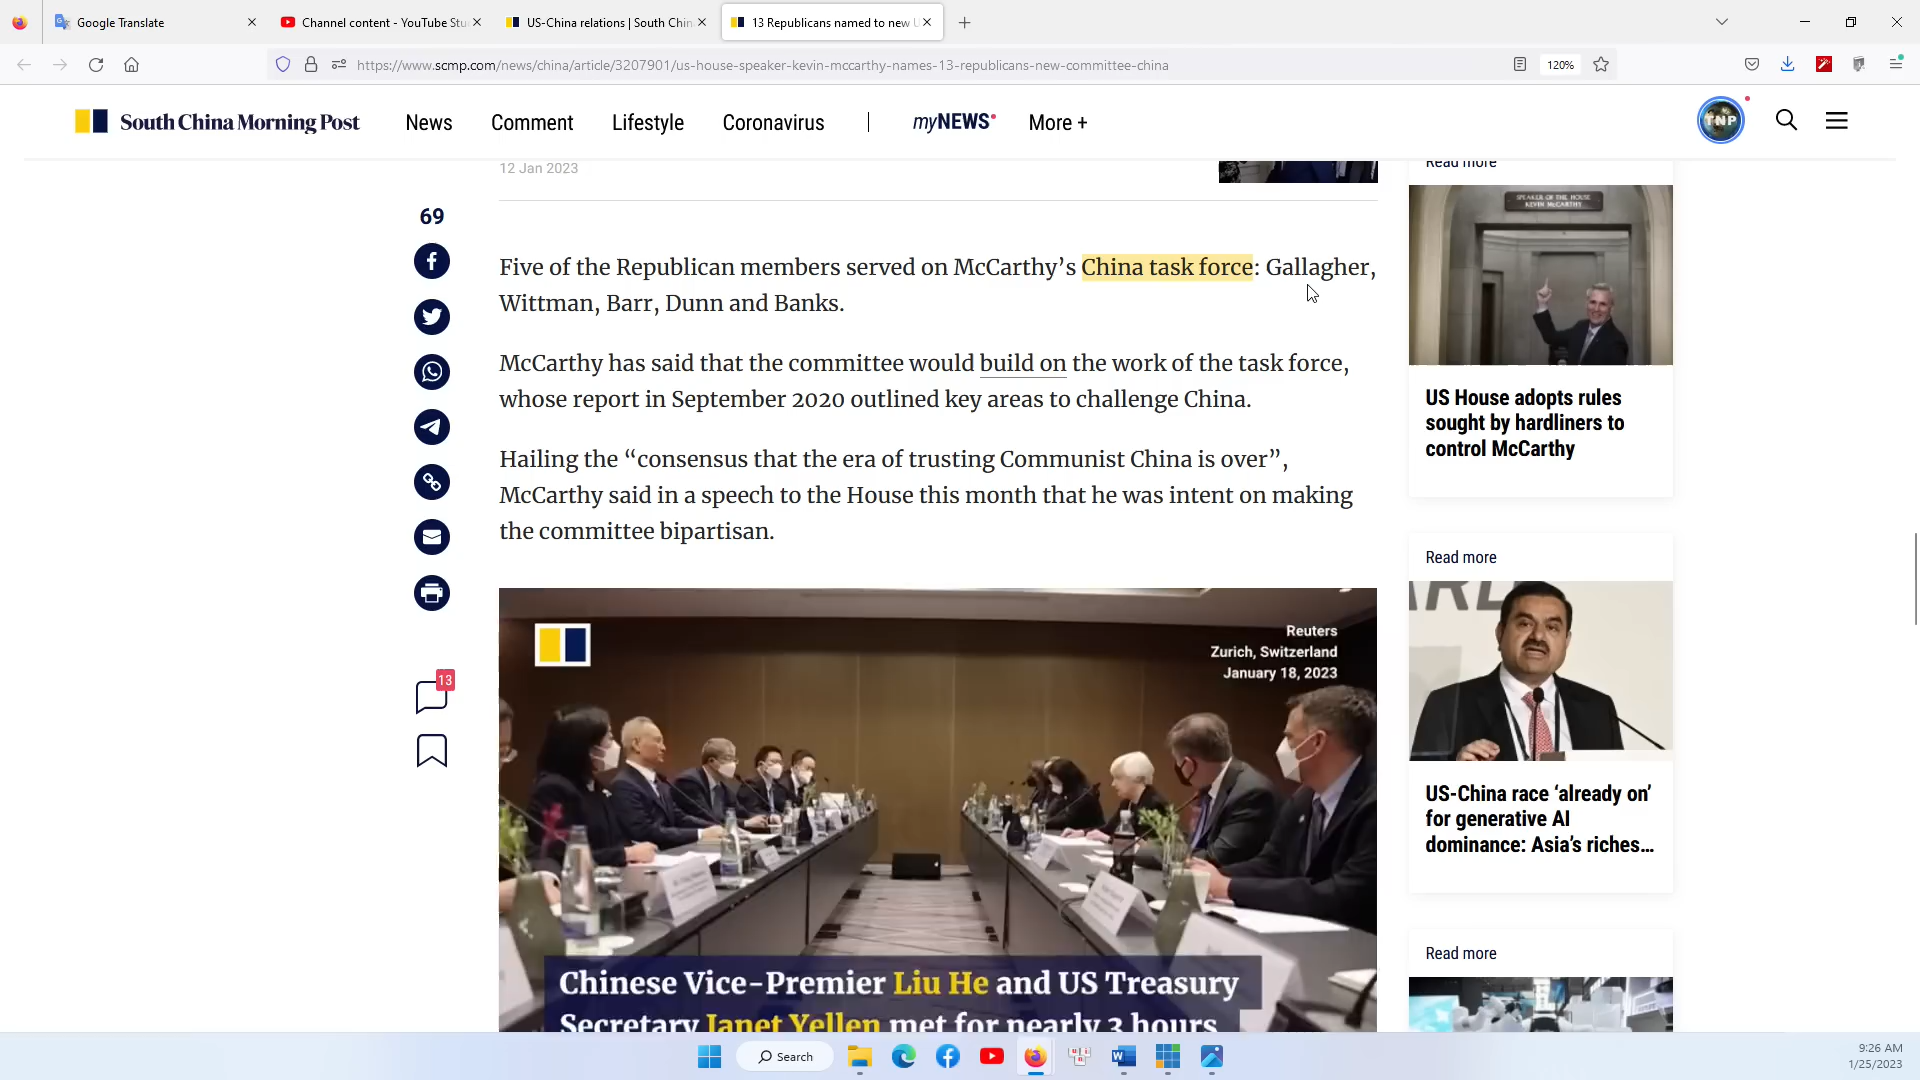 Google Translate
Channel content - YouTube Stu
US-China relations | South Chin
13 Republicans named to new U
https://www.scmp.com/news/china/article/3207901/us-house-speaker-kevin-mccarthy-names-13-republicans-new-committee-china
120%
South China Morning Post
News
Comment
Lifestyle
Coronavirus
myNEWS
More +
TNP
12 Jan 2023
69
Five of the Republican members served on McCarthy’s China task force: Gallagher,
Wittman, Barr, Dunn and Banks.
McCarthy has said that the committee would build on the work of the task force,
whose report in September 2020 outlined key areas to challenge China.
Hailing the “consensus that the era of trusting Communist China is over”,
McCarthy said in a speech to the House this month that he was intent on making
the committee bipartisan.
13
Reuters
Zurich, Switzerland
January 18, 2023
Chinese Vice-Premier Liu He and US Treasury
Secretary Janet Yellen met for nearly 3 hours
Read more
SPEAKER OF THE HOUSE
KEVIN McCARTHY
US House adopts rules
sought by hardliners to
control McCarthy
Read more
US-China race ‘already on’
for generative AI
dominance: Asia’s riches…
Read more
Search
9:26 AM
1/25/2023